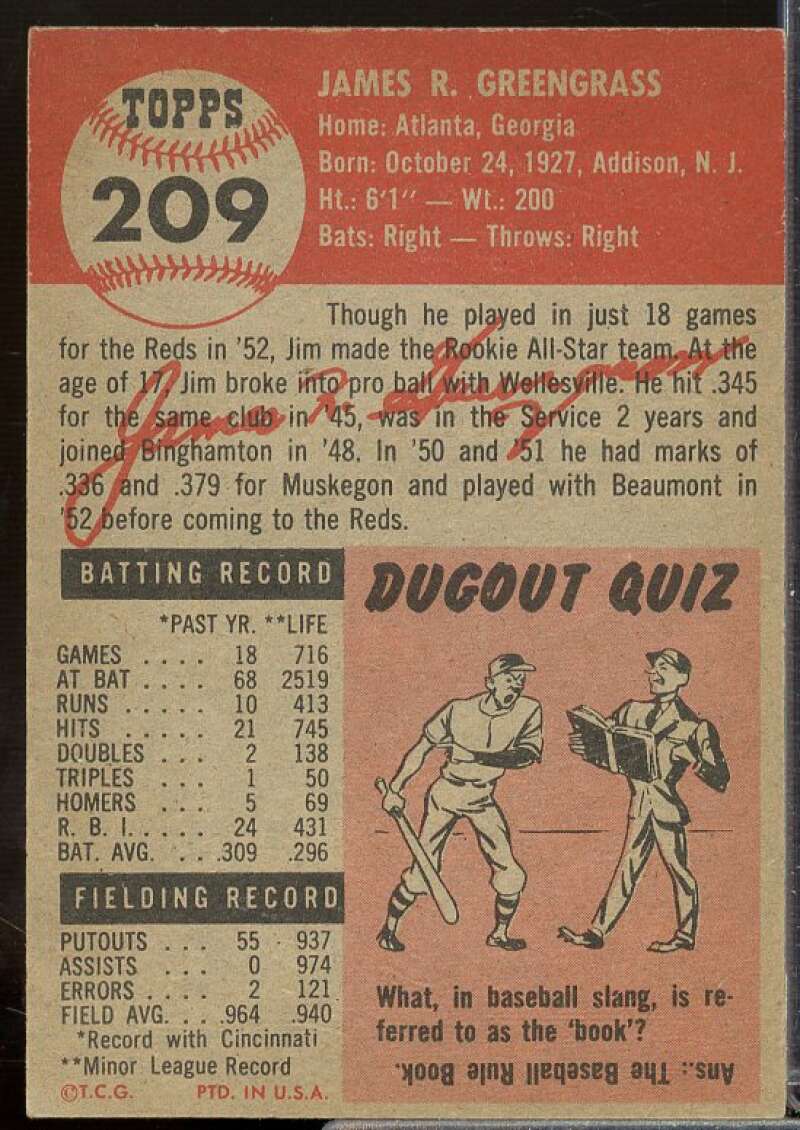 TOPPS
209
JAMES R. GREENGRASS
Home: Atlanta, Georgia
Born: October 24, 1927, Addison, N. J.
Ht.: 6'1" — Wt.: 200
Bats: Right — Throws: Right
Though he played in just 18 games
for the Reds in '52, Jim made the Rookie All-Star team. At the
age of 17, Jim broke into pro ball with Wellesville. He hit .345
for the same club in '45, was in the Service 2 years and
joined Binghamton in '48. In '50 and '51 he had marks of
.336 and .379 for Muskegon and played with Beaumont in
'52 before coming to the Reds.
James R. Greengrass
BATTING RECORD
*PAST YR. **LIFE
GAMES .... 18 716
AT BAT .... 68 2519
RUNS ..... 10 413
HITS ..... 21 745
DOUBLES ... 2 138
TRIPLES ... 1 50
HOMERS ... 5 69
R. B. I. .... 24 431
BAT. AVG. ... .309 .296
FIELDING RECORD
PUTOUTS ... 55 937
ASSISTS ... 0 974
ERRORS .... 2 121
FIELD AVG. ... .964 .940
*Record with Cincinnati
**Minor League Record
©T.C.G. PTD. IN U.S.A.
DUGOUT QUIZ
What, in baseball slang, is re-
ferred to as the 'book'?
Ans.: The Baseball Rule Book.